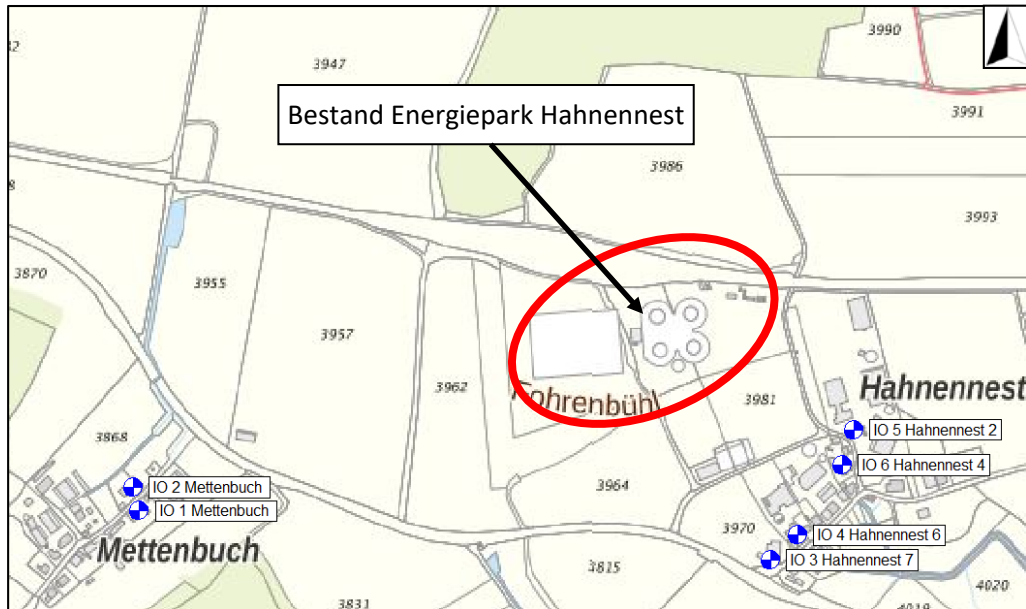 3990
3947
3991
Bestand Energiepark Hahnennest
3986
3993
3870
3955
3957
3962
Fohrenbühl
3981
Hahnennest
IO 5 Hahnennest 2
3868
IO 6 Hahnennest 4
IO 2 Mettenbuch
3964
IO 1 Mettenbuch
3970
IO 4 Hahnennest 6
Mettenbuch
IO 3 Hahnennest 7
3815
4020
3831
4019